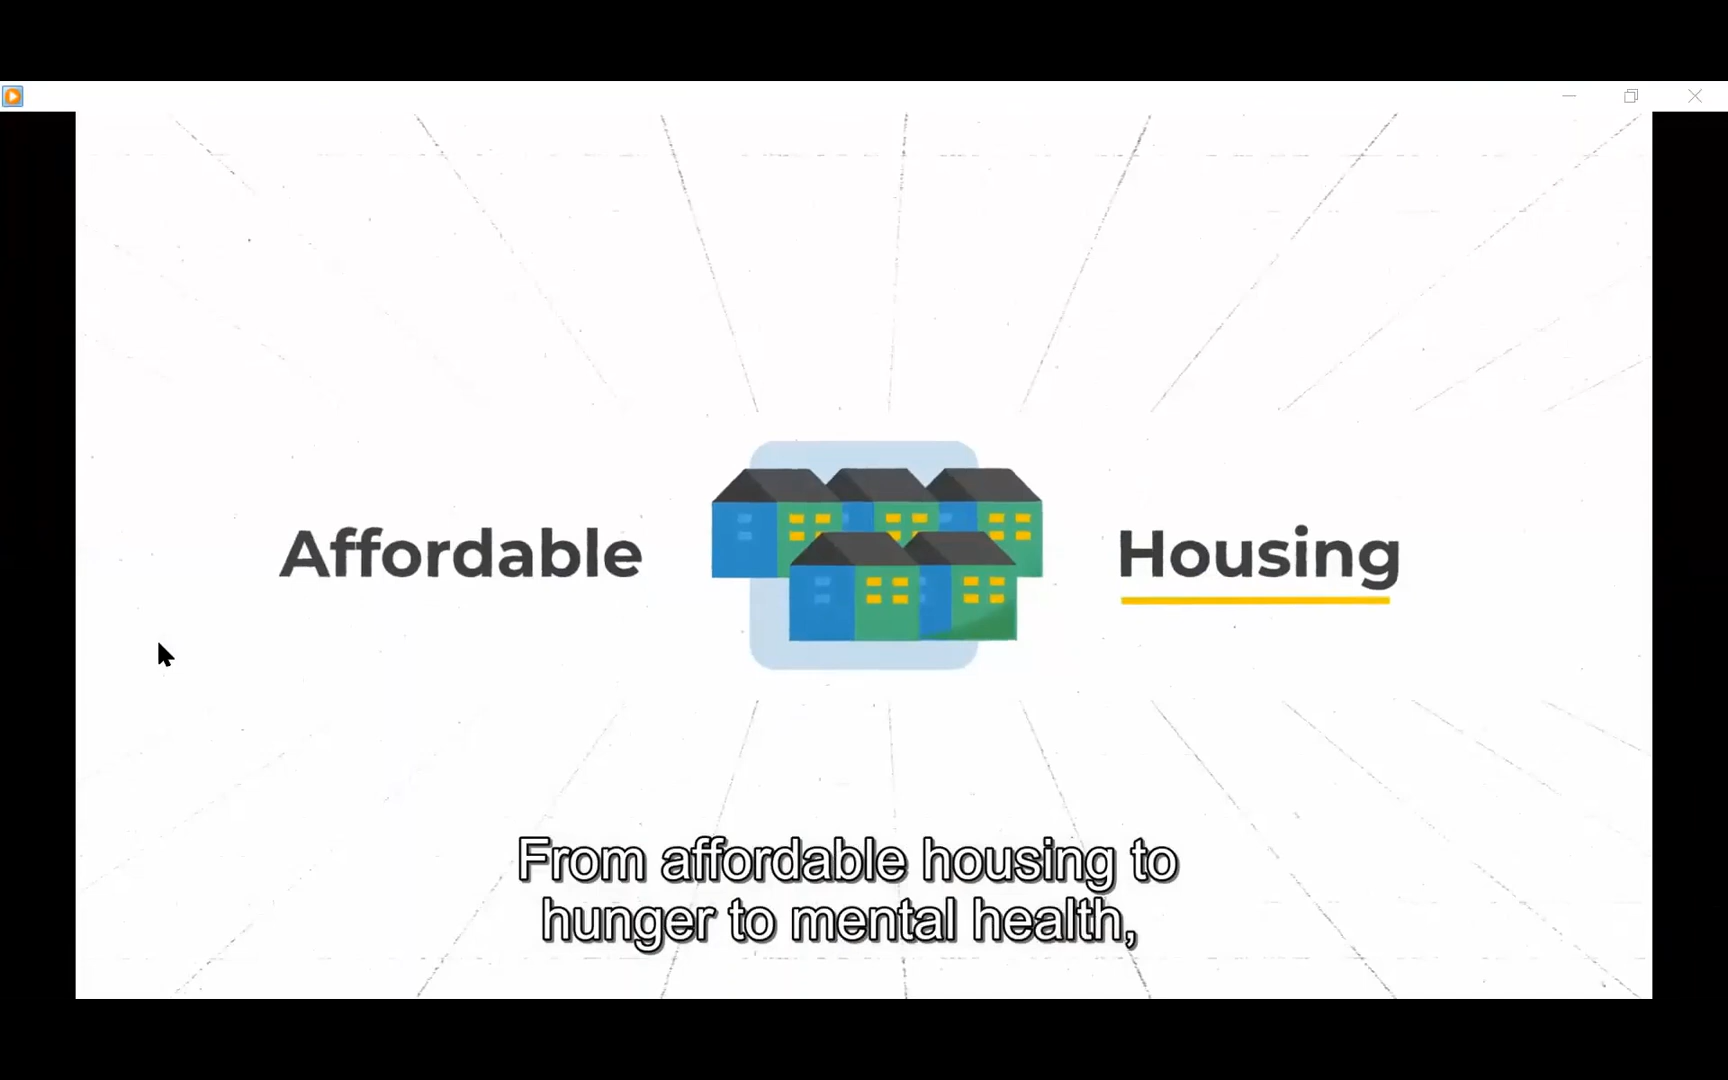 Affordable Housing
From affordable housing to
hunger to mental health,